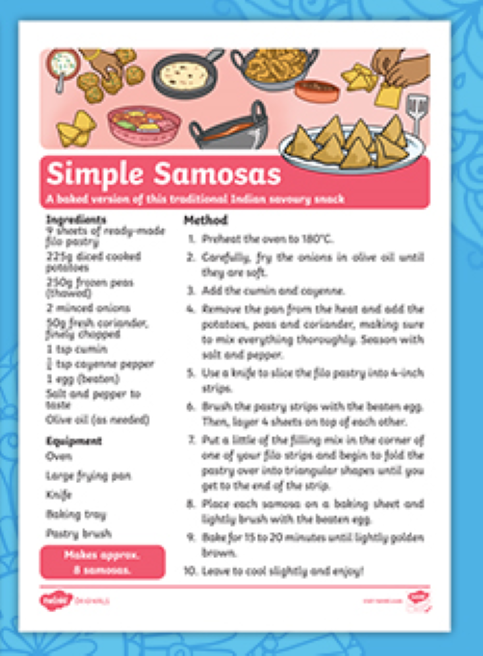 Simple Samosas
A baked version of this traditional Indian savoury snack
Ingredients
9 sheets of ready-made
filo pastry
225g diced cooked
potatoes
250g frozen peas
(thawed)
2 minced onions
50g fresh coriander,
finely chopped
1 tsp cumin
tsp cayenne pepper
1 egg (beaten)
Salt and pepper to
taste
Olive oil (as needed)
Equipment
Oven
Large frying pan
Knife
Baking tray
Pastry brush
Makes approx.
8 samosas.
Method
1. Preheat the oven to 180°C.
2. Carefully, fry the onions in olive oil until
they are soft.
3. Add the cumin and cayenne.
4. Remove the pan from the heat and add the
potatoes, peas and coriander, making sure
to mix everything thoroughly. Season with
salt and pepper.
5. Use a knife to slice the filo pastry into 4-inch
strips.
6. Brush the pastry strips with the beaten egg.
Then, layer 4 sheets on top of each other.
7. Put a little of the filling mix in the corner of
one of your filo strips and begin to fold the
pastry over into triangular shapes until you
get to the end of the strip.
8. Place each samosa on a baking sheet and
lightly brush with the beaten egg.
9. Bake for 15 to 20 minutes until lightly golden
brown.
10. Leave to cool slightly and enjoy!
twinkl